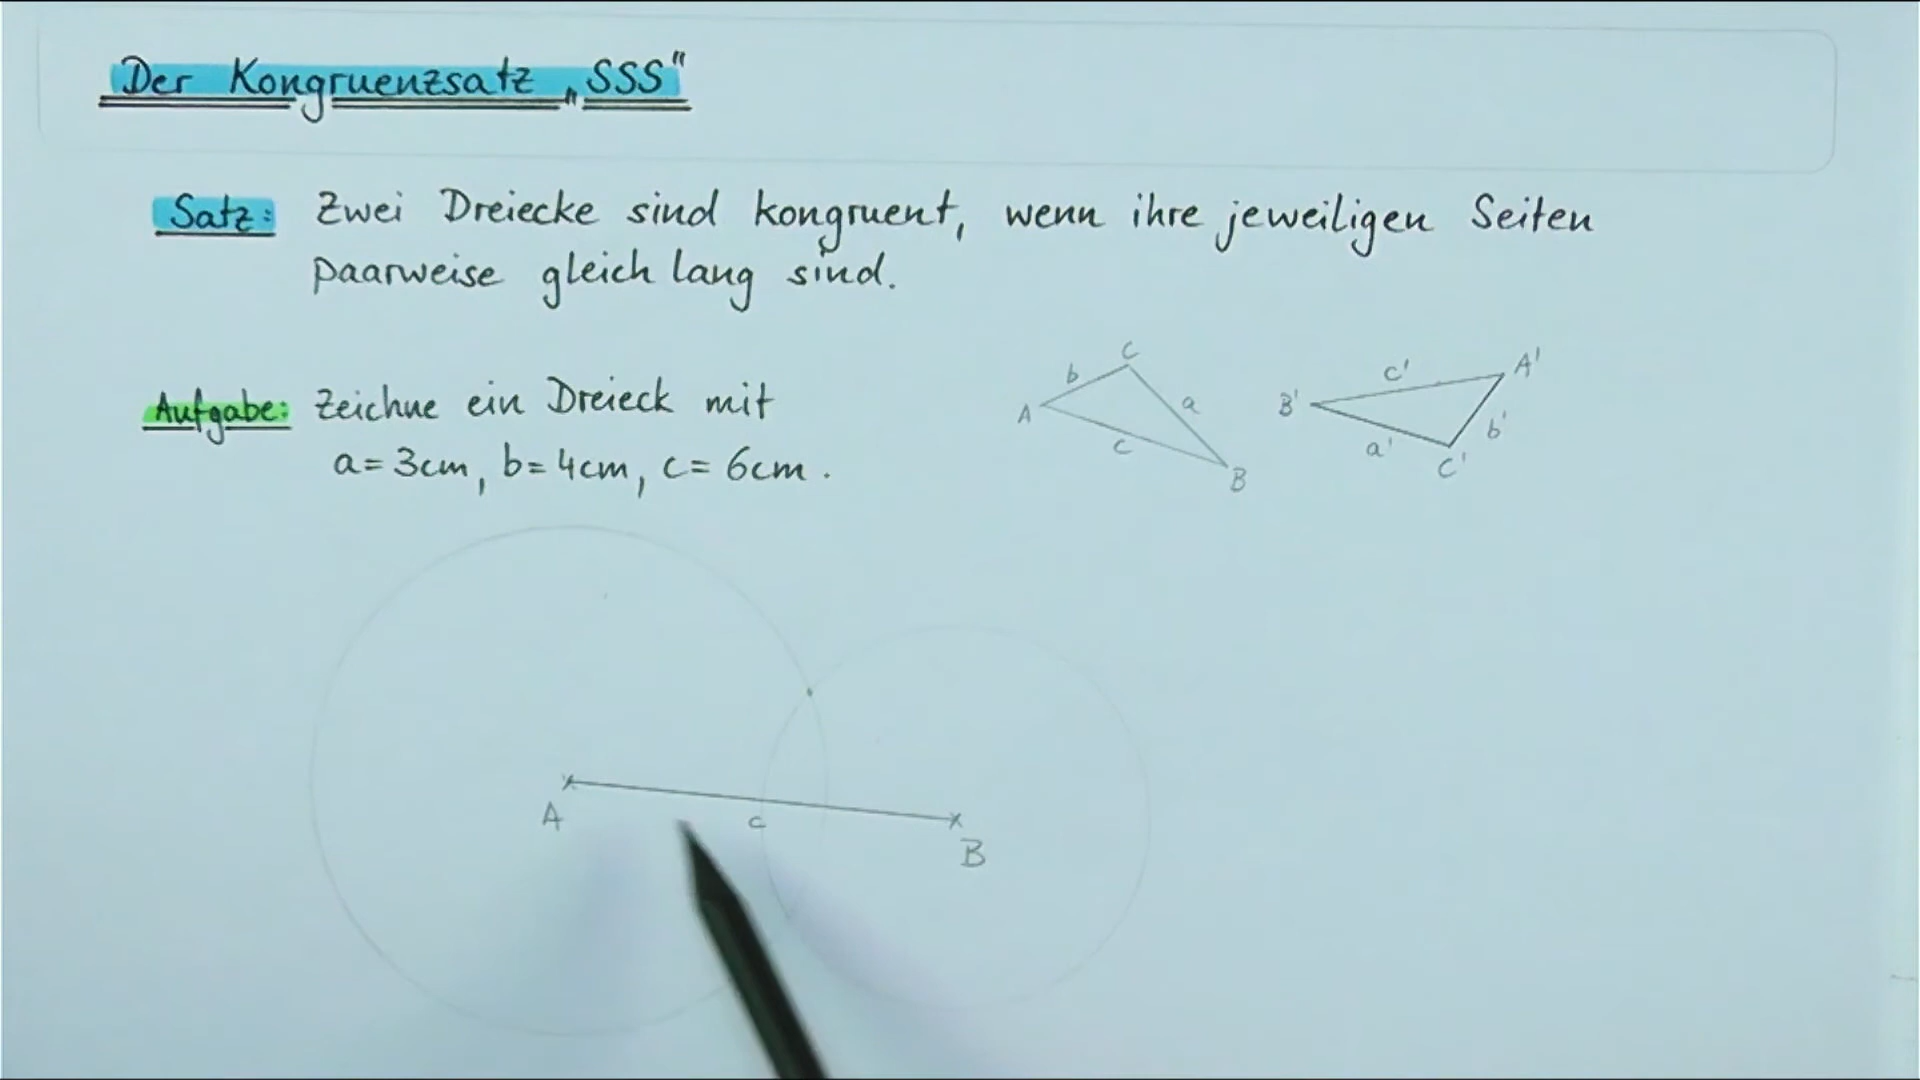 Der Kongruenzsatz „SSS“
Satz: Zwei Dreiecke sind kongruent, wenn ihre jeweiligen Seiten
paarweise gleich lang sind.
Aufgabe: Zeichne ein Dreieck mit
a = 3cm, b = 4cm, c = 6cm.
C
b
A
a
c
B
c'
A'
B'
b'
a'
C'
A
c
B